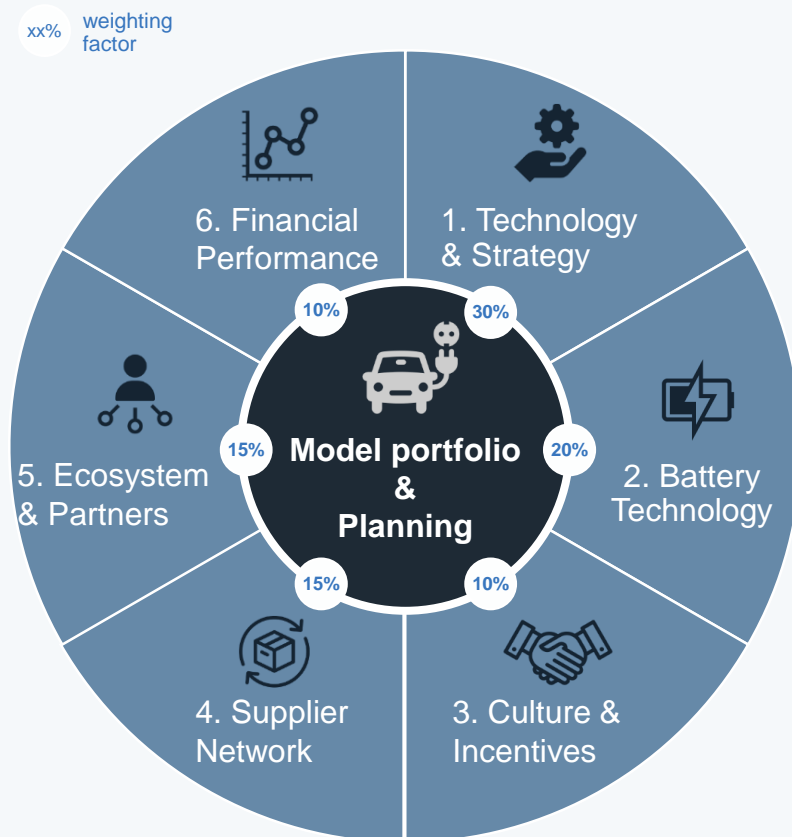 xx%
weighting
factor
1. Technology
& Strategy
30%
2. Battery
Technology
20%
3. Culture &
Incentives
10%
4. Supplier
Network
15%
5. Ecosystem
& Partners
15%
6. Financial
Performance
10%
Model portfolio
&
Planning